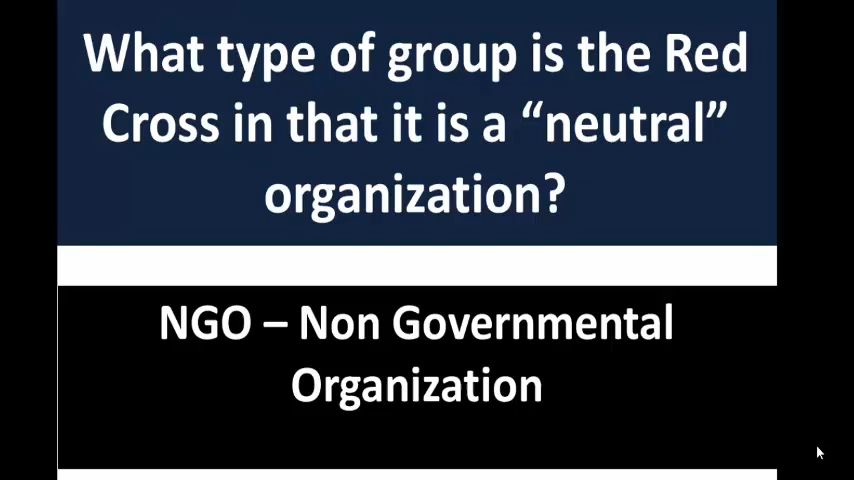 What type of group is the Red
Cross in that it is a “neutral”
organization?
NGO – Non Governmental
Organization